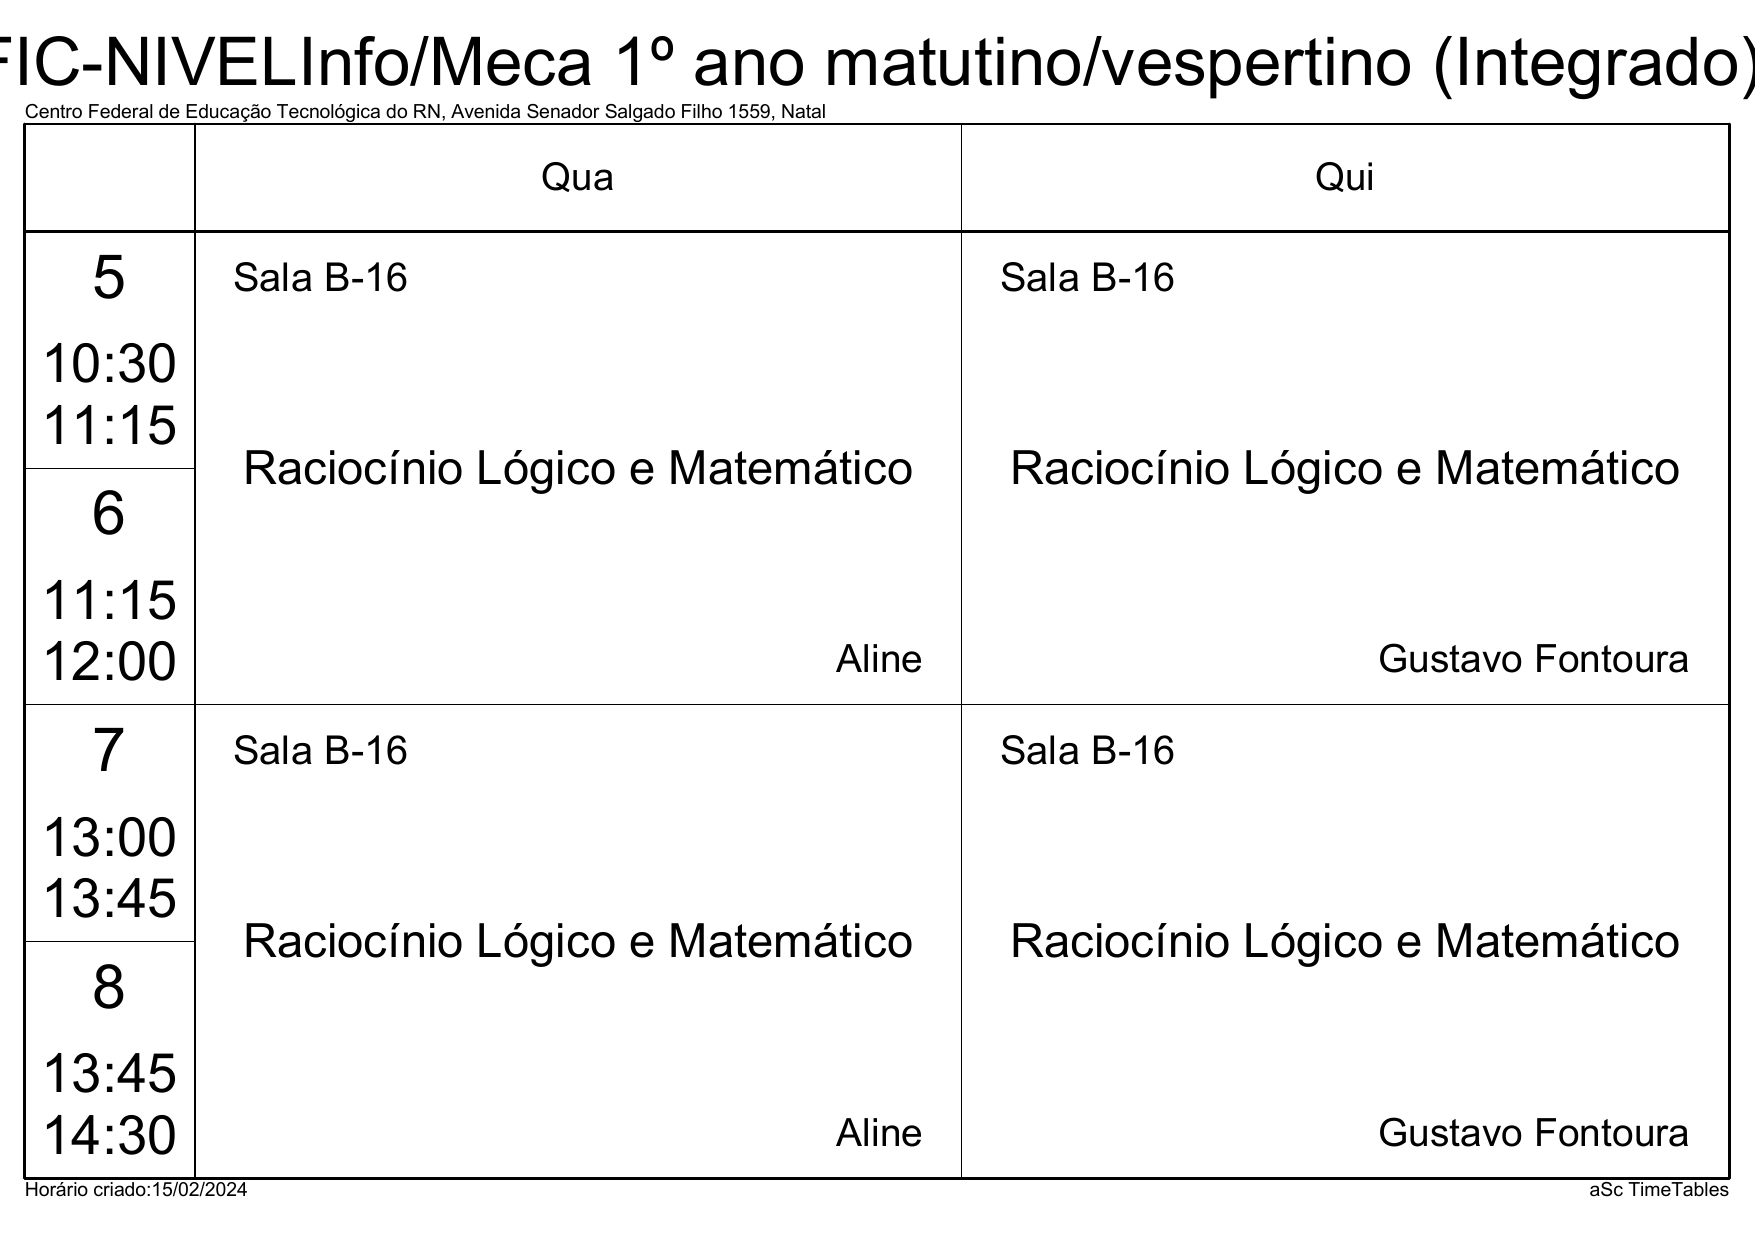 FIC-NIVELInfo/Meca 1º ano matutino/vespertino (Integrado)
Centro Federal de Educação Tecnológica do RN, Avenida Senador Salgado Filho 1559, Natal
Qua
Qui
5
10:30
11:15
Sala B-16
Sala B-16
Raciocínio Lógico e Matemático
Raciocínio Lógico e Matemático
6
11:15
12:00
Aline
Gustavo Fontoura
7
13:00
13:45
Sala B-16
Sala B-16
Raciocínio Lógico e Matemático
Raciocínio Lógico e Matemático
8
13:45
14:30
Aline
Gustavo Fontoura
Horário criado:15/02/2024
aSc TimeTables